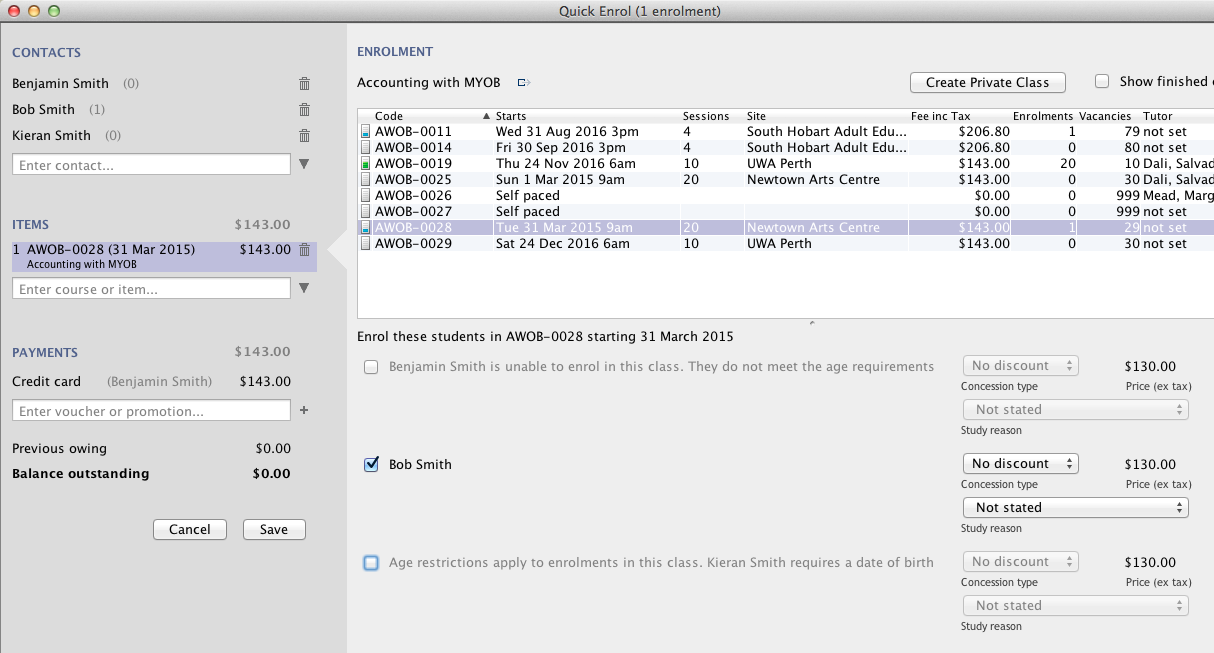 Quick Enrol (1 enrolment)
CONTACTS
Benjamin Smith (0)
Bob Smith (1)
Kieran Smith (0)
Enter contact...
ITEMS $143.00
1 AWOB-0028 (31 Mar 2015) $143.00
Accounting with MYOB
Enter course or item...
PAYMENTS $143.00
Credit card (Benjamin Smith) $143.00
Enter voucher or promotion... +
Previous owing $0.00
Balance outstanding $0.00
Cancel Save
ENROLMENT
Accounting with MYOB Create Private Class Show finished
Code Starts Sessions Site Fee inc Tax Enrolments Vacancies Tutor
AWOB-0011 Wed 31 Aug 2016 3pm 4 South Hobart Adult Edu... $206.80 1 79 not set
AWOB-0014 Fri 30 Sep 2016 3pm 4 South Hobart Adult Edu... $206.80 0 80 not set
AWOB-0019 Thu 24 Nov 2016 6am 10 UWA Perth $143.00 20 10 Dali, Salvad
AWOB-0025 Sun 1 Mar 2015 9am 20 Newtown Arts Centre $143.00 0 30 Dali, Salvad
AWOB-0026 Self paced $0.00 0 999 Mead, Marg
AWOB-0027 Self paced $0.00 0 999 not set
AWOB-0028 Tue 31 Mar 2015 9am 20 Newtown Arts Centre $143.00 1 29 not set
AWOB-0029 Sat 24 Dec 2016 6am 10 UWA Perth $143.00 0 30 not set
Enrol these students in AWOB-0028 starting 31 March 2015
Benjamin Smith is unable to enrol in this class. They do not meet the age requirements No discount $130.00
Concession type Price (ex tax)
Not stated
Study reason
Bob Smith No discount $130.00
Concession type Price (ex tax)
Not stated
Study reason
Age restrictions apply to enrolments in this class. Kieran Smith requires a date of birth No discount $130.00
Concession type Price (ex tax)
Not stated
Study reason